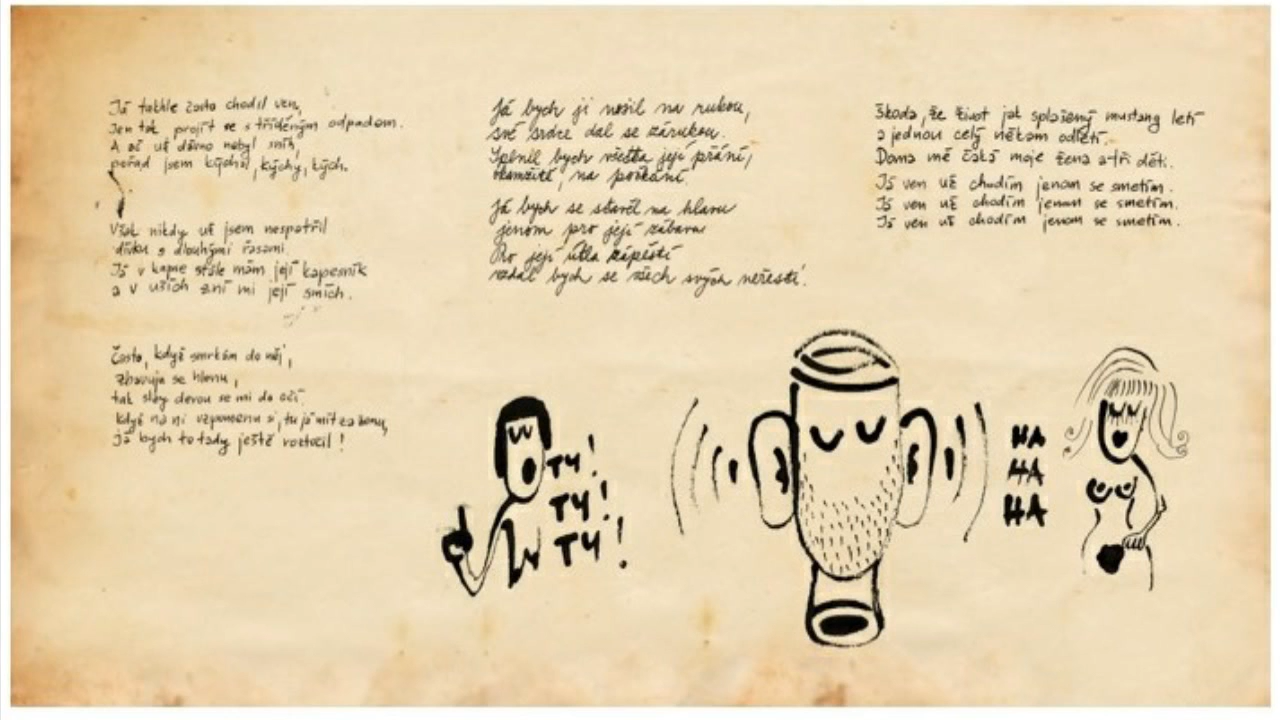 Já takhle často chodil ven,
Jen tak projít se s tříděným odpadem.
A ač už dávno nebyl sníh,
pořád jsem kýchal, kýchy, kých.
Však nikdy už jsem nespatřil
dívku s dlouhými řasami.
Já v kapse stále mám její kapesník
a v uších zní mi její smích.
Často, když smrkám do něj,
zbavuju se hlenu,
tak slzy derou se mi do očí.
když na ni vzpomenu si, tu já mít za ženu,
Já bych to tady ještě roztočil!
Já bych ji nosil na rukou,
své srdce dal se zárukou.
Splnil bych všečka její přání,
okamžitě, na počkání.
Já bych se stavěl na hlavu
jenom pro její zábavu
Pro její útlá zápěstí
vzdal bych se všech svých neřestí.
Škoda, že život jak splašený mustang letí
a jednou celý někam odletí.
Doma mě čeká moje žena a tři děti.
Já ven už chodím jenom se smetím.
Já ven už chodím jenom se smetím.
Já ven už chodím jenom se smetím.
TY!
TY!
TY!
HA
HA
HA